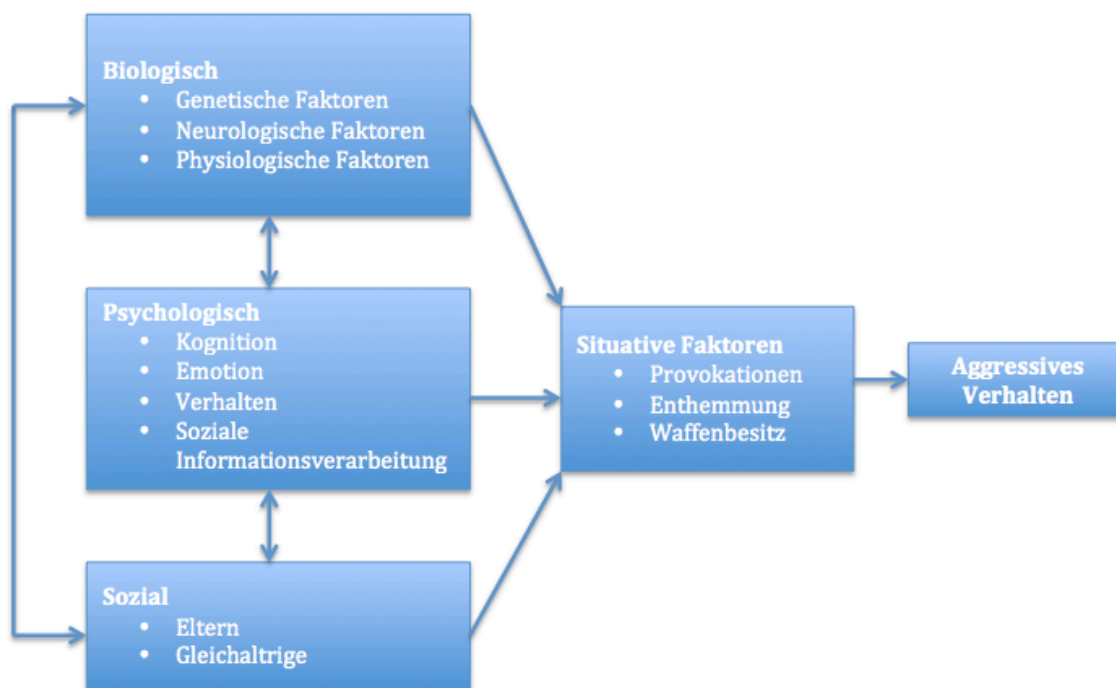 Biologisch
• Genetische Faktoren
• Neurologische Faktoren
• Physiologische Faktoren
Psychologisch
• Kognition
• Emotion
• Verhalten
• Soziale
Informationsverarbeitung
Sozial
• Eltern
• Gleichaltrige
Situative Faktoren
• Provokationen
• Enthemmung
• Waffenbesitz
Aggressives
Verhalten